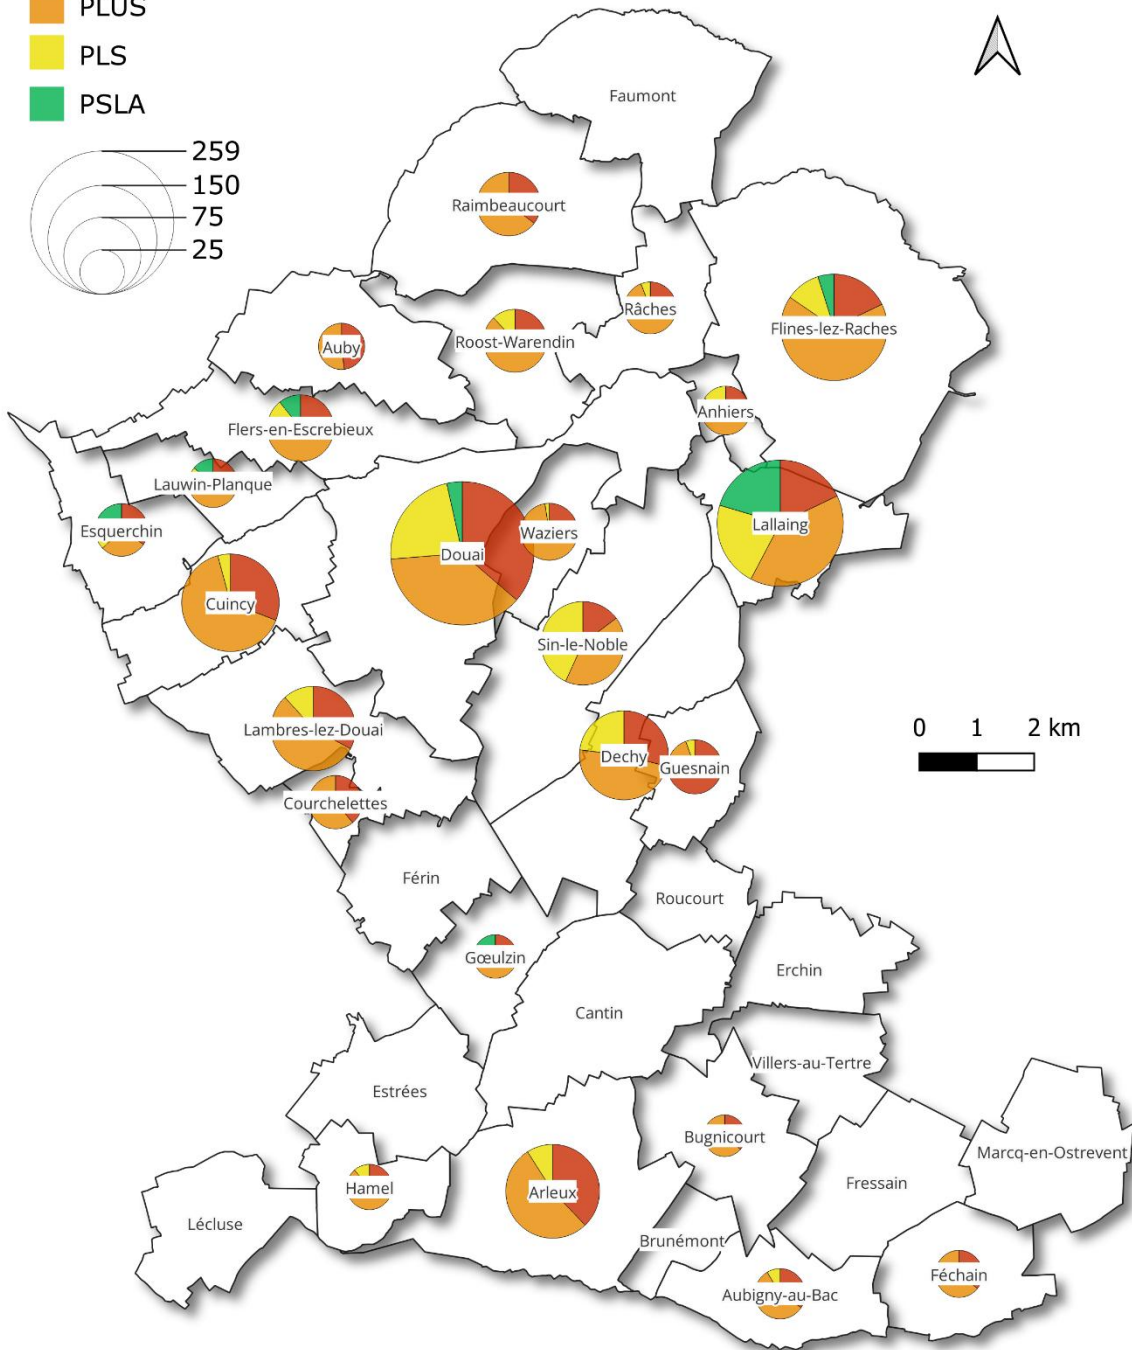 PLUS
PLS
PSLA
259
150
75
25
Faumont
Raimbeaucourt
Râches
Flines-lez-Raches
Roost-Warendin
Auby
Anhiers
Flers-en-Escrebieux
Lauwin-Planque
Esquerchin
Lallaing
Waziers
Douai
Cuincy
Sin-le-Noble
Lambres-lez-Douai
0 1 2 km
Dechy
Guesnain
Courchelettes
Férin
Roucourt
Gœulzin
Erchin
Cantin
Villers-au-Tertre
Estrées
Bugnicourt
Marcq-en-Ostrevent
Fressain
Hamel
Arleux
Lécluse
Brunémont
Féchain
Aubigny-au-Bac